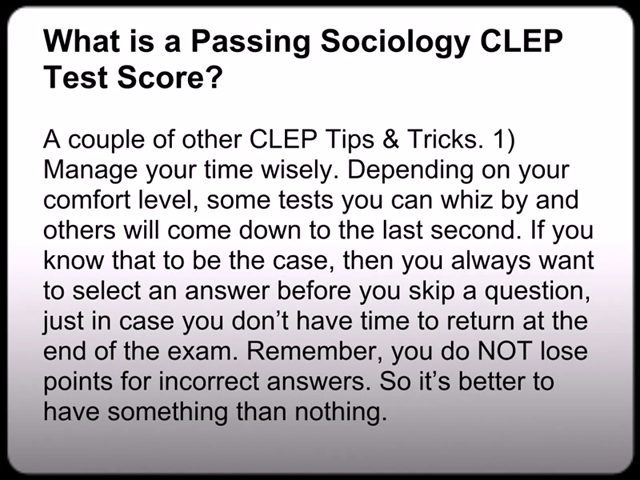 What is a Passing Sociology CLEP
Test Score?
A couple of other CLEP Tips & Tricks. 1)
Manage your time wisely. Depending on your
comfort level, some tests you can whiz by and
others will come down to the last second. If you
know that to be the case, then you always want
to select an answer before you skip a question,
just in case you don’t have time to return at the
end of the exam. Remember, you do NOT lose
points for incorrect answers. So it’s better to
have something than nothing.